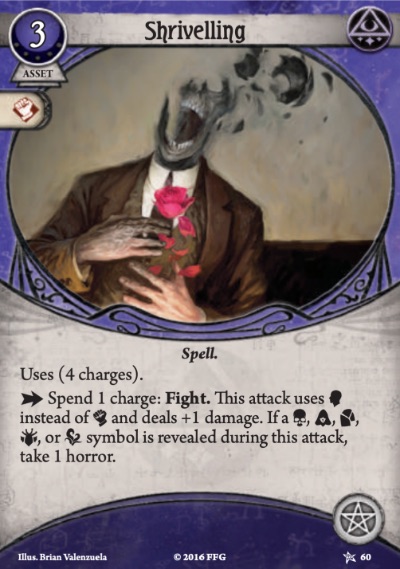 3
Shrivelling
ASSET
Spell.
Uses (4 charges).
Spend 1 charge: Fight. This attack uses
instead of and deals +1 damage. If a , , ,
, or symbol is revealed during this attack,
take 1 horror.
Illus. Brian Valenzuela
© 2016 FFG
60